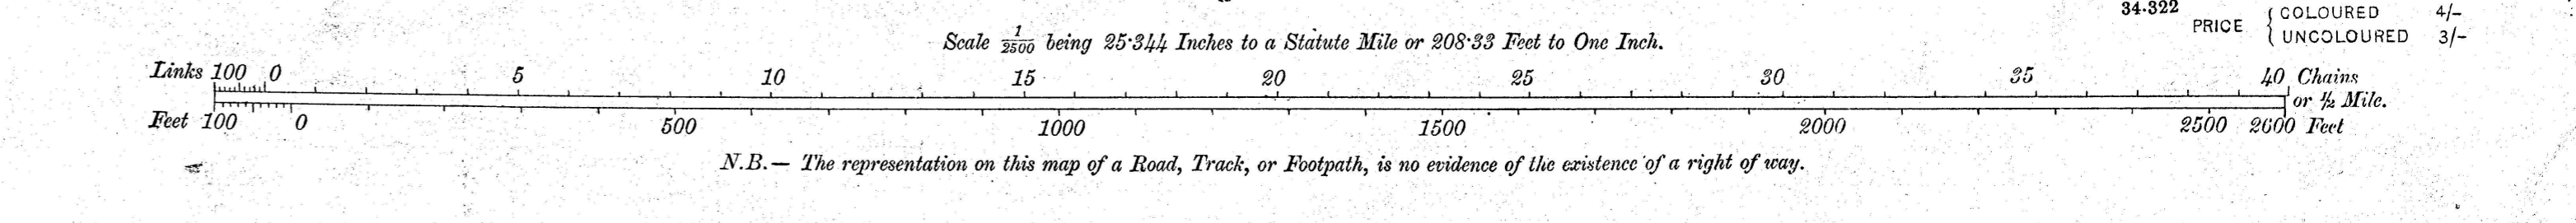 34.322
PRICE { COLOURED 4/-
UNCOLOURED 3/-
Scale 1/2500 being 25·344 Inches to a Statute Mile or 208·33 Feet to One Inch.
Links 100 0 5 10 15 20 25 30 35 40 Chains
or ½ Mile.
Feet 100 0 500 1000 1500 2000 2500 2600 Feet
N.B.— The representation on this map of a Road, Track, or Footpath, is no evidence of the existence of a right of way.